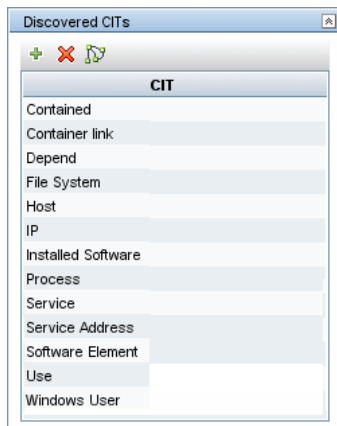 Discovered CITs
CIT
Contained
Container link
Depend
File System
Host
IP
Installed Software
Process
Service
Service Address
Software Element
Use
Windows User